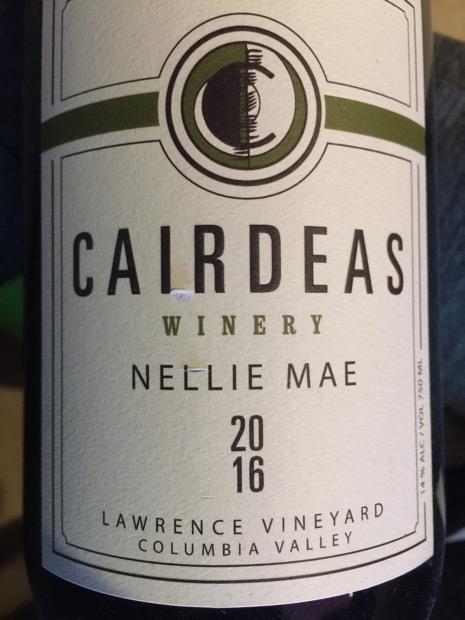 CAIRDEAS
WINERY
NELLIE MAE
20
16
LAWRENCE VINEYARD
COLUMBIA VALLEY
14 % ALC / VOL 750 ML